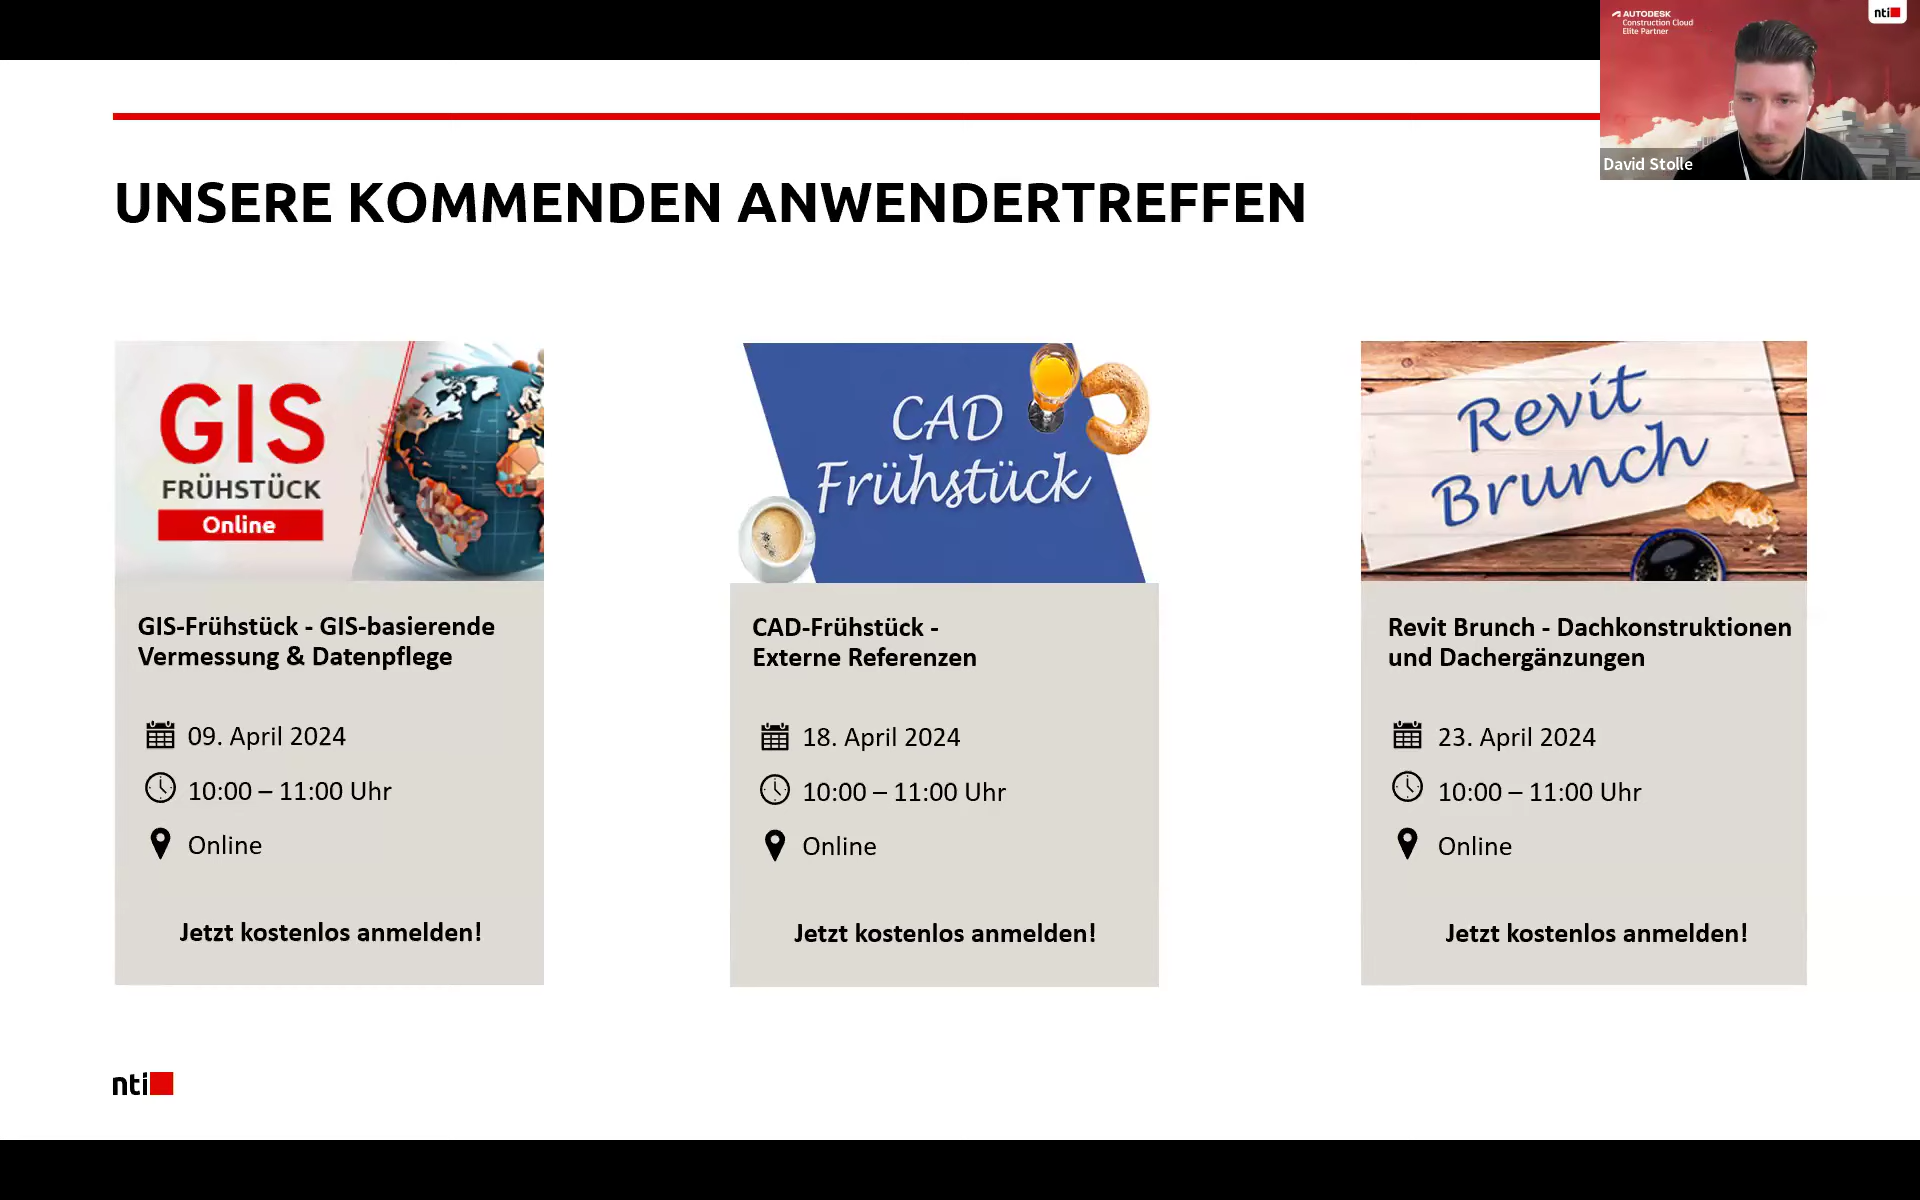 AUTODESK
Construction Cloud
Elite Partner
nti
David Stolle
UNSERE KOMMENDEN ANWENDERTREFFEN
GIS
FRÜHSTÜCK
Online
GIS-Frühstück - GIS-basierende
Vermessung & Datenpflege
09. April 2024
10:00 – 11:00 Uhr
Online
Jetzt kostenlos anmelden!
CAD
Frühstück
CAD-Frühstück -
Externe Referenzen
18. April 2024
10:00 – 11:00 Uhr
Online
Jetzt kostenlos anmelden!
Revit
Brunch
Revit Brunch - Dachkonstruktionen
und Dachergänzungen
23. April 2024
10:00 – 11:00 Uhr
Online
Jetzt kostenlos anmelden!
nti